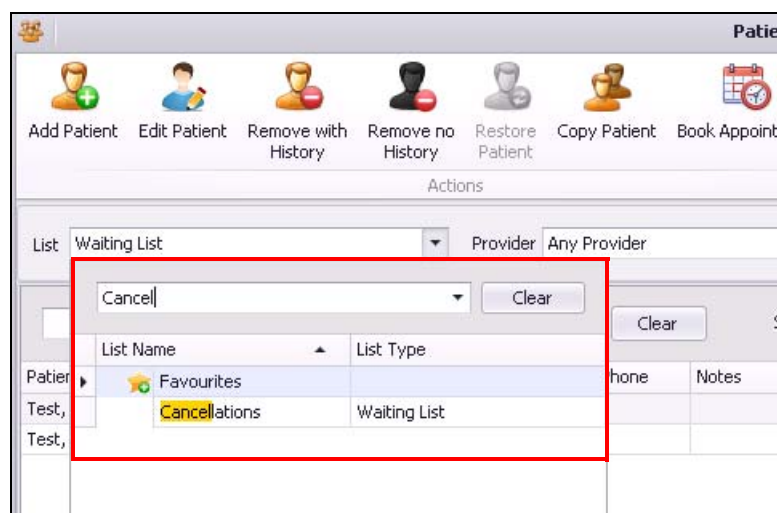 Patie
Add Patient Edit Patient Remove with History Remove no History Restore Patient Copy Patient Book Appoint
Actions
List Waiting List Provider Any Provider
Cancel Clear
Clear S
List Name List Type
Patien hone Notes
Favourites
Test, Cancellations Waiting List
Test,